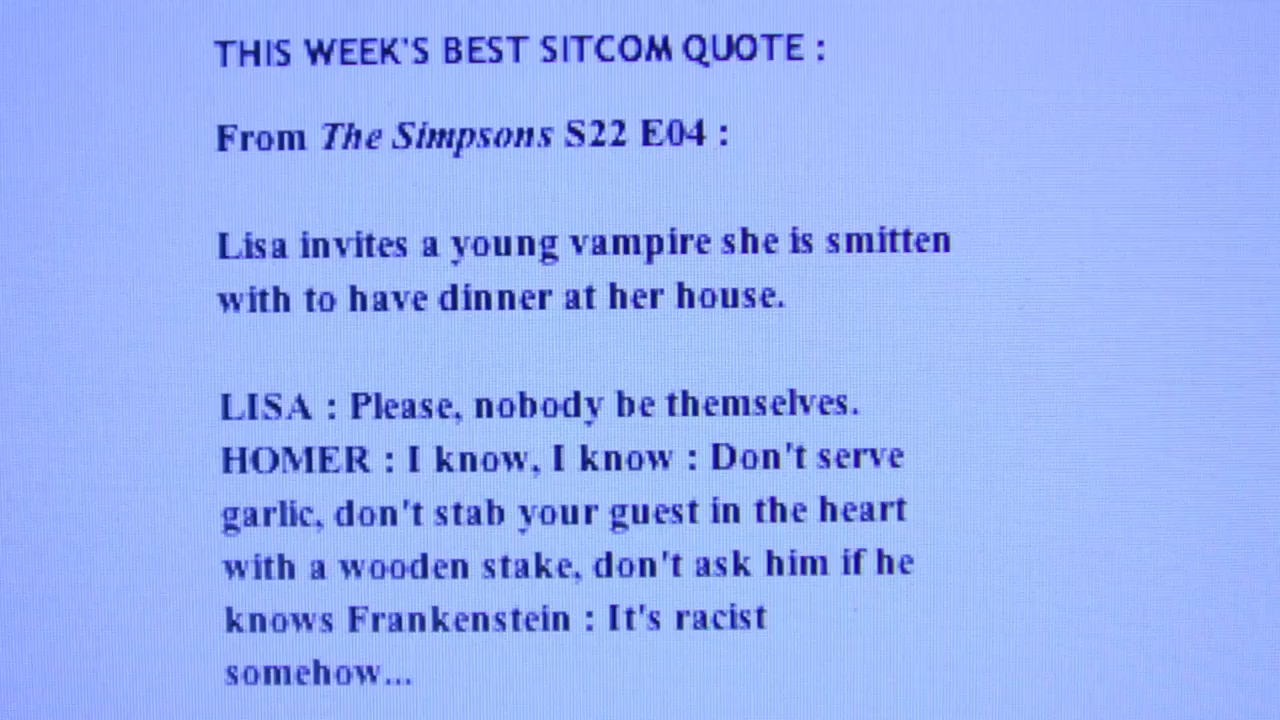 THIS WEEK'S BEST SITCOM QUOTE :
From The Simpsons S22 E04 :
Lisa invites a young vampire she is smitten
with to have dinner at her house.
LISA : Please, nobody be themselves.
HOMER : I know, I know : Don't serve
garlic, don't stab your guest in the heart
with a wooden stake, don't ask him if he
knows Frankenstein : It's racist
somehow...